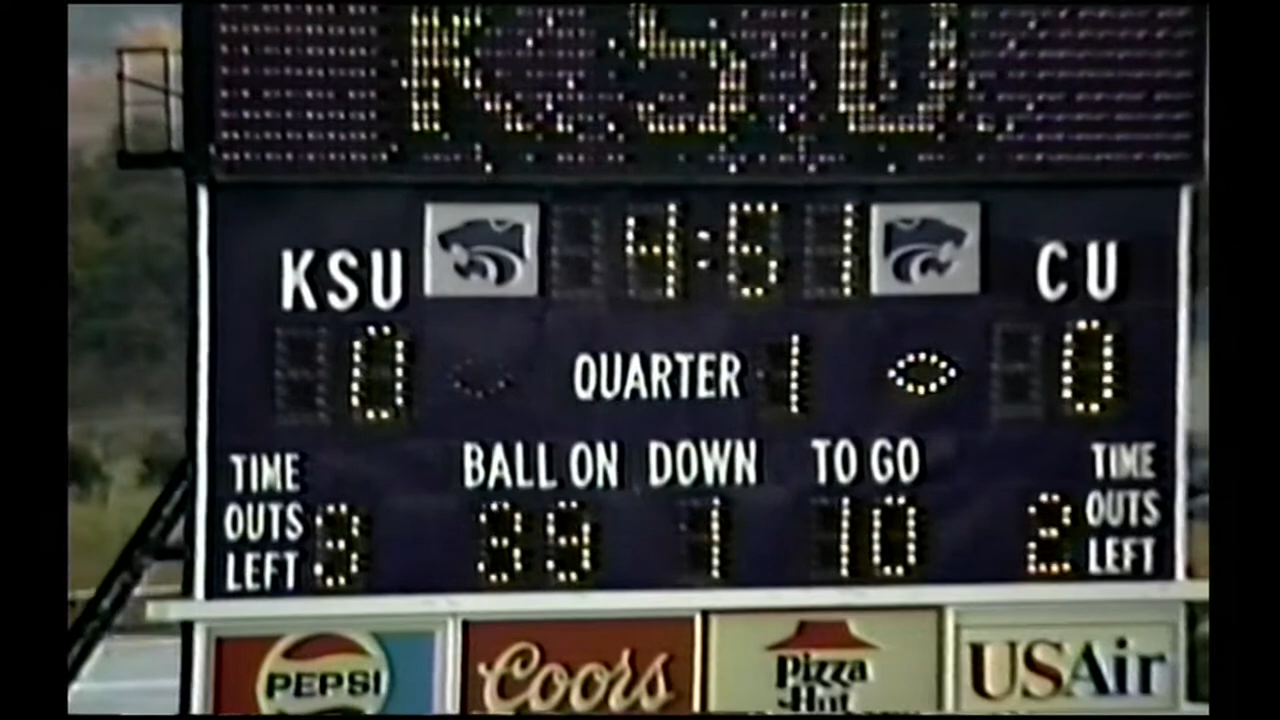 KSU
4:51
KSU CU
0 QUARTER 1 0
TIME OUTS LEFT 3
BALL ON DOWN TO GO
39 1 10
2 TIME OUTS LEFT
PEPSI Coors Pizza Hut USAir